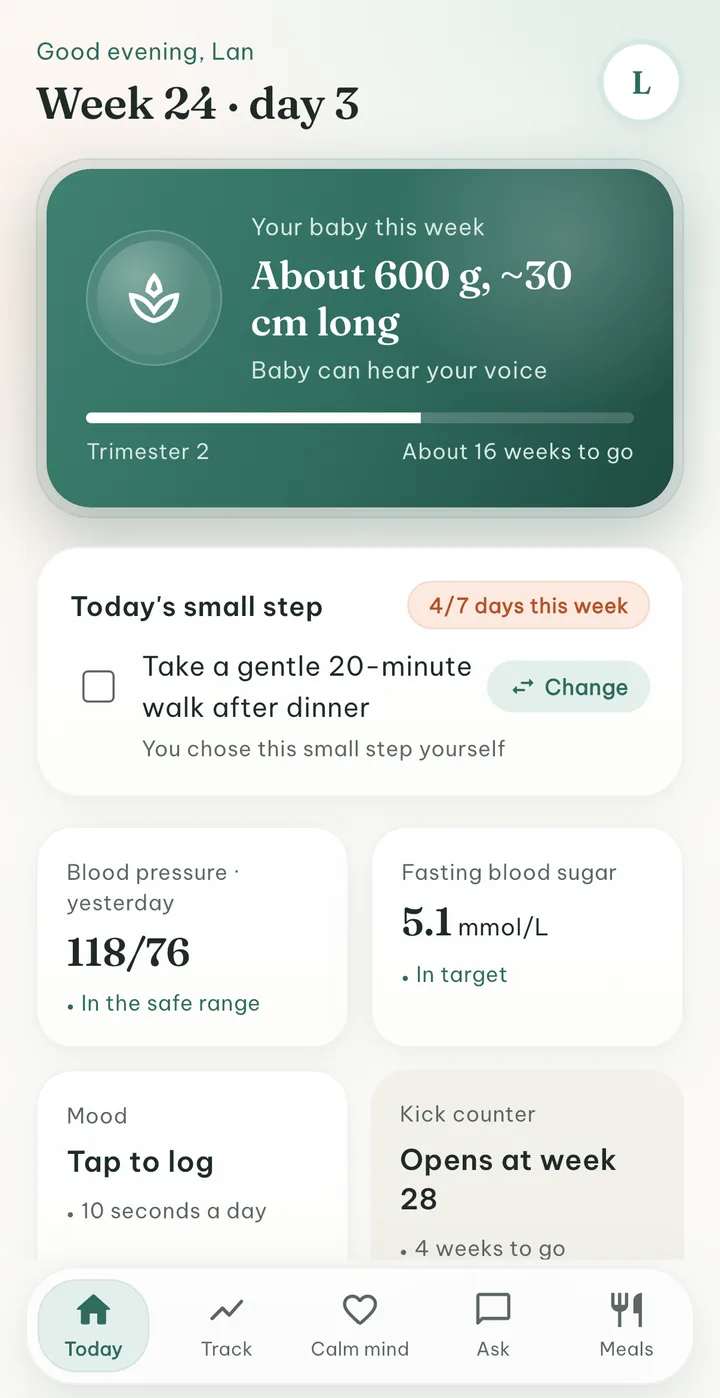 Good evening, Lan
Week 24 · day 3
L
Your baby this week
About 600 g, ~30
cm long
Baby can hear your voice
Trimester 2
About 16 weeks to go
Today's small step
4/7 days this week
Take a gentle 20-minute
walk after dinner
Change
You chose this small step yourself
Blood pressure ·
yesterday
118/76
• In the safe range
Fasting blood sugar
5.1 mmol/L
• In target
Mood
Tap to log
• 10 seconds a day
Kick counter
Opens at week
28
• 4 weeks to go
Today
Track
Calm mind
Ask
Meals